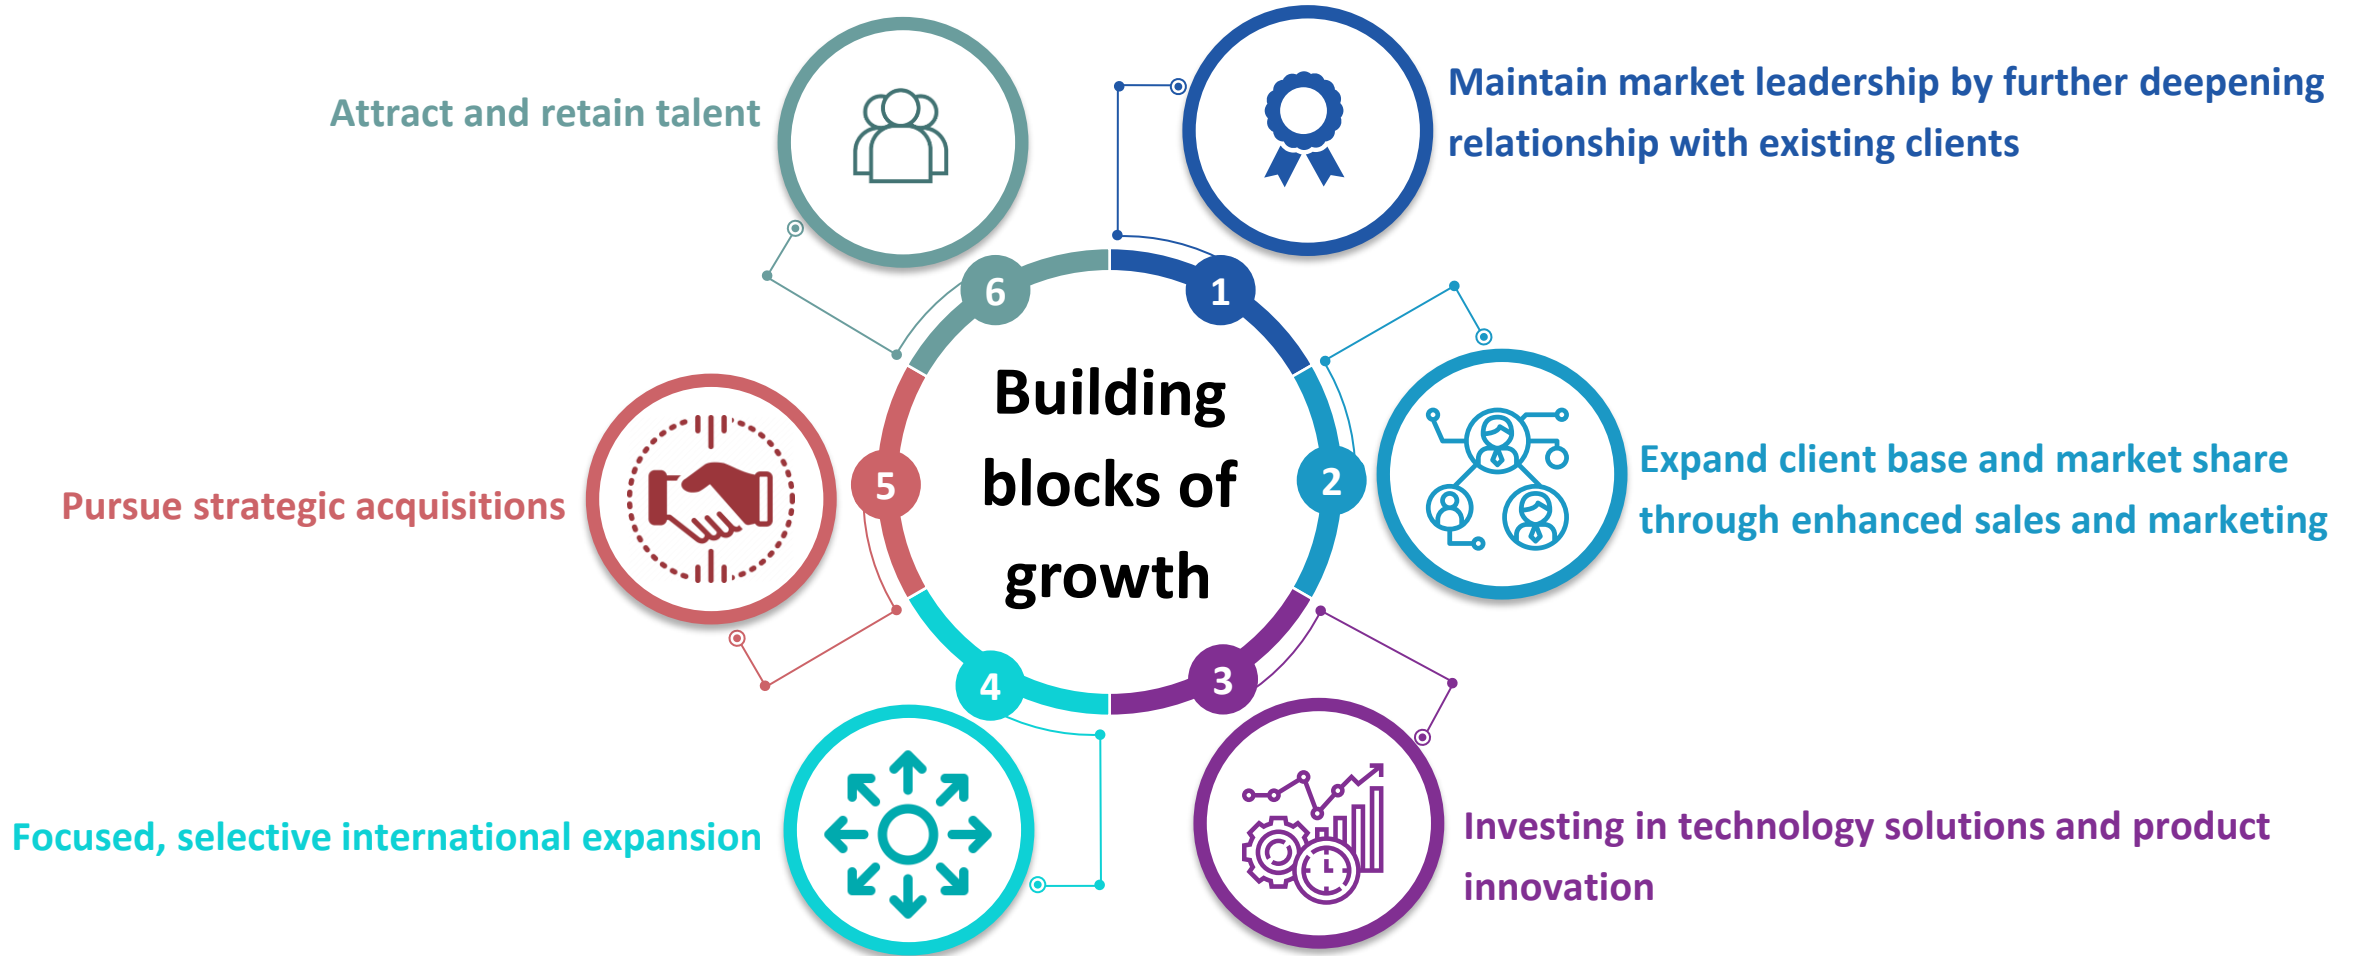 Building
blocks of
growth
1
Maintain market leadership by further deepening
relationship with existing clients
2
Expand client base and market share
through enhanced sales and marketing
3
Investing in technology solutions and product
innovation
4
Focused, selective international expansion
5
Pursue strategic acquisitions
6
Attract and retain talent